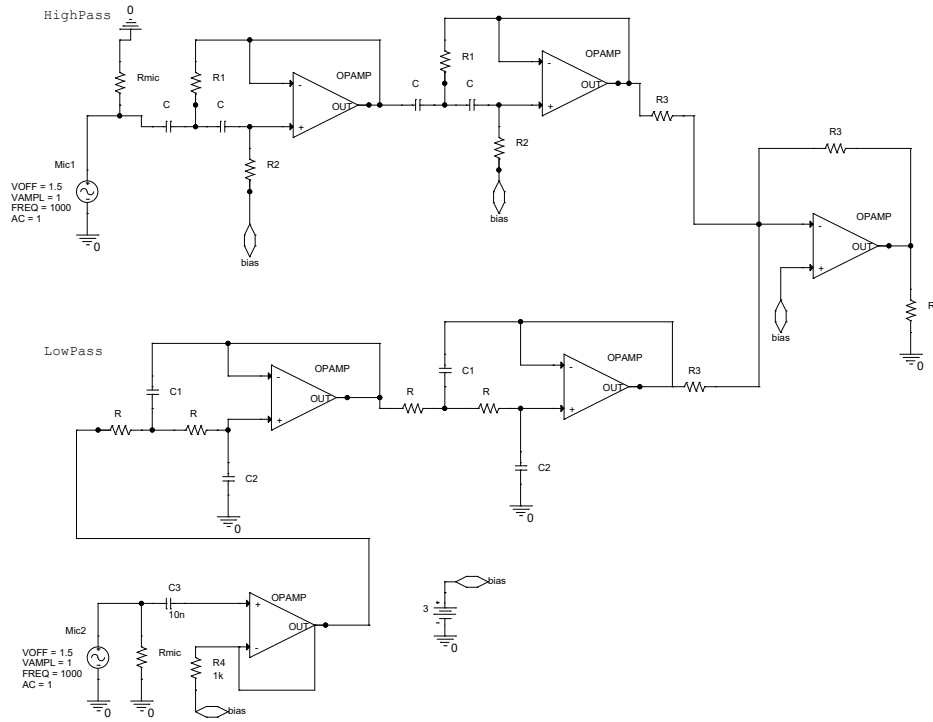 HighPass
0
Rmic
R1
OPAMP
-
+
OUT
C
C
R2
bias
Mic1
VOFF = 1.5
VAMPL = 1
FREQ = 1000
AC = 1
0
R1
OPAMP
-
+
OUT
C
C
R2
bias
R3
R3
OPAMP
-
+
OUT
bias
R
0
LowPass
C1
OPAMP
-
+
OUT
R
R
C2
0
C1
OPAMP
-
+
OUT
R
R
C2
0
R3
C3
10n
OPAMP
+
-
OUT
Mic2
VOFF = 1.5
VAMPL = 1
FREQ = 1000
AC = 1
0
Rmic
0
R4
1k
bias
bias
3
+
-
0